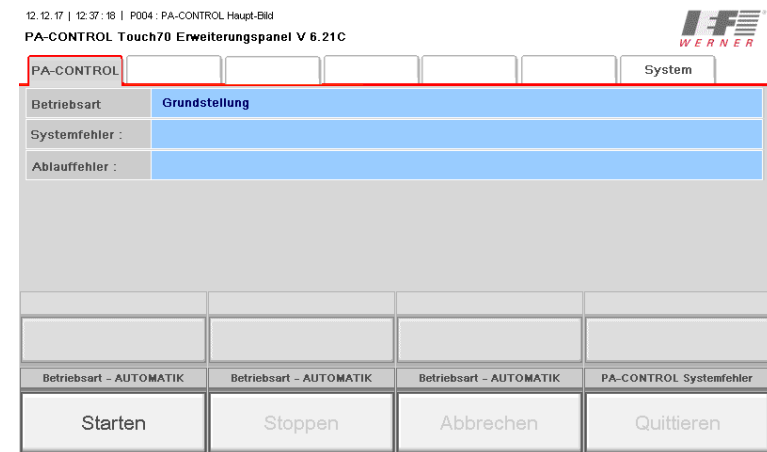 12.12.17 | 12:37:18 | P004 : PA-CONTROL Haupt-Bild
PA-CONTROL Touch70 Erweiterungspanel V 6.21C
IEF
WERNER
PA-CONTROL
System
Betriebsart
Grundstellung
Systemfehler :
Ablauffehler :
Betriebsart - AUTOMATIK
Betriebsart - AUTOMATIK
Betriebsart - AUTOMATIK
PA-CONTROL Systemfehler
Starten
Stoppen
Abbrechen
Quittieren